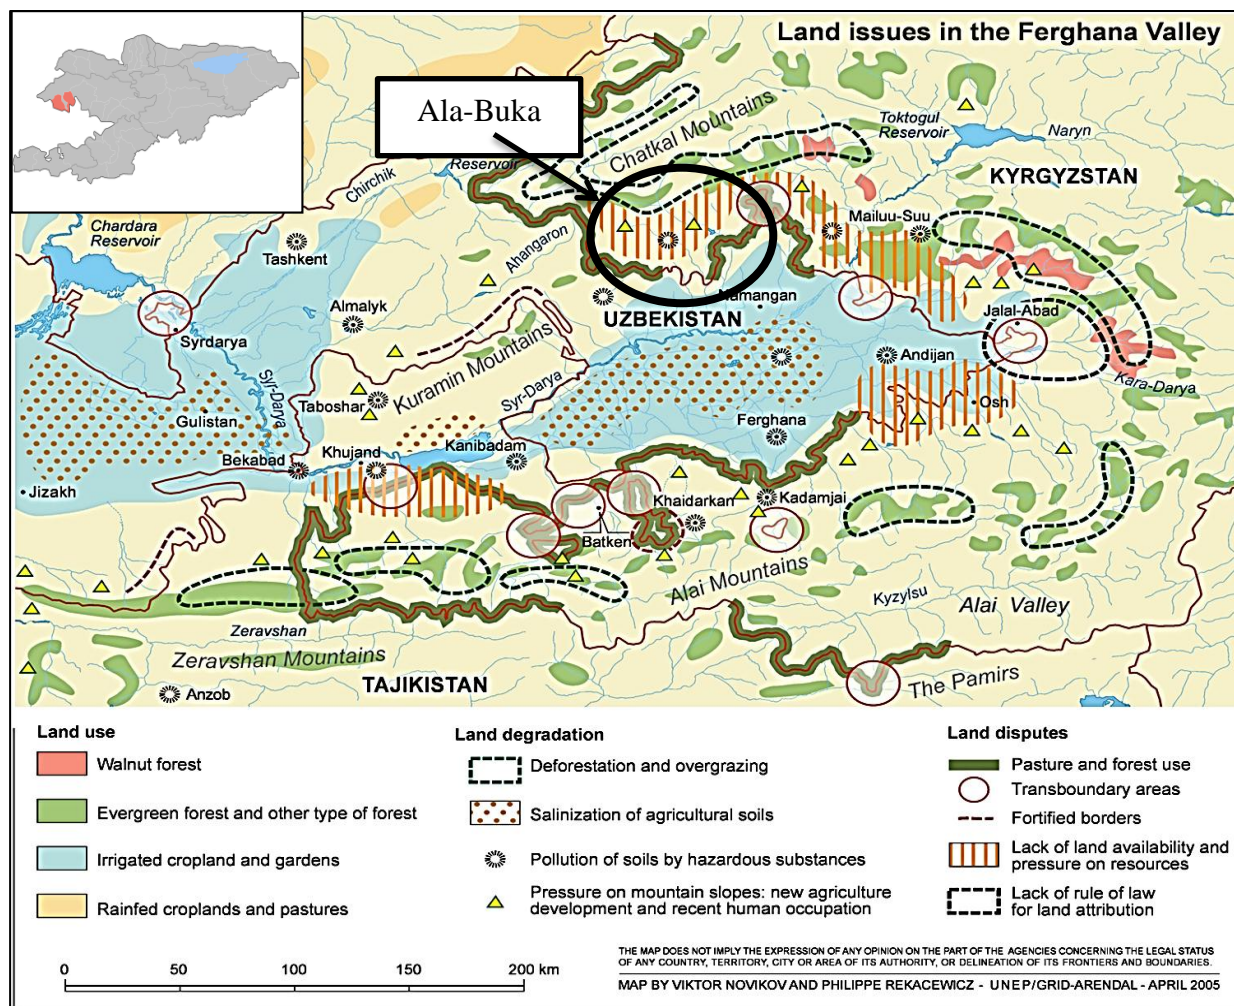 Land issues in the Ferghana Valley
Ala-Buka
Chatkal Mountains
Toktogul
Reservoir
Naryn
Reservoir
KYRGYZSTAN
Chirchik
Mailuu-Suu
Chardara
Reservoir
Tashkent
Ahangaron
Almalyk
Namangan
UZBEKISTAN
Jalal-Abad
Syrdarya
Andijan
Kara-Darya
Kuramin Mountains
Syr-Darya
Syr-Darya
Taboshar
Osh
Gulistan
Ferghana
Bekabad
Khujand
Kanibadam
Jizakh
Khaidarkan
Kadamjai
Batken
Alai Mountains
Kyzylsu
Alai Valley
Zeravshan
Zeravshan Mountains
TAJIKISTAN
The Pamirs
Anzob
Land use
Walnut forest
Evergreen forest and other type of forest
Irrigated cropland and gardens
Rainfed croplands and pastures
Land degradation
Deforestation and overgrazing
Salinization of agricultural soils
Pollution of soils by hazardous substances
Pressure on mountain slopes: new agriculture
development and recent human occupation
Land disputes
Pasture and forest use
Transboundary areas
Fortified borders
Lack of land availability and
pressure on resources
Lack of rule of law
for land attribution
0 50 100 150 200 km
THE MAP DOES NOT IMPLY THE EXPRESSION OF ANY OPINION ON THE PART OF THE AGENCIES CONCERNING THE LEGAL STATUS
OF ANY COUNTRY, TERRITORY, CITY OR AREA OF ITS AUTHORITY, OR DELINEATION OF ITS FRONTIERS AND BOUNDARIES.
MAP BY VIKTOR NOVIKOV AND PHILIPPE REKACEWICZ - UNEP/GRID-ARENDAL - APRIL 2005